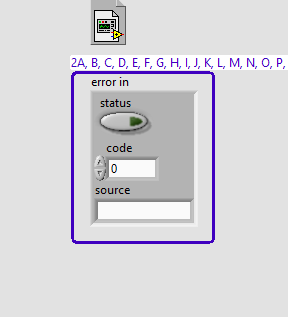 2A, B, C, D, E, F, G, H, I, J, K, L, M, N, O, P,
error in
status
code
0
source